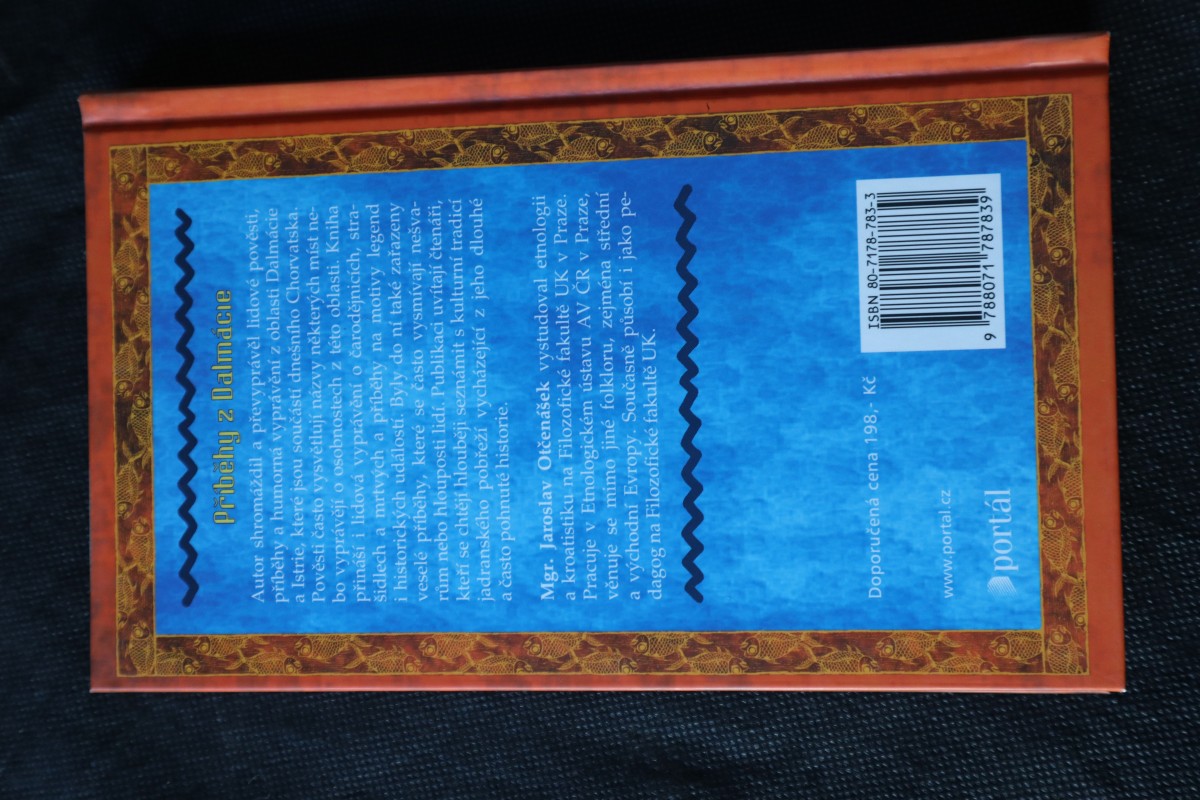 Příběhy z Dalmácie
Autor shromáždil a převyprávěl lidové pověsti,
příběhy a humorná vyprávění z oblasti Dalmácie
a Istrie, které jsou součástí dnešního Chorvatska.
Pověsti často vysvětlují názvy některých míst ne-
bo vyprávějí o osobnostech z této oblasti. Kniha
přináší i lidová vyprávění o čarodějnicích, stra-
šidlech a mrtvých a příběhy na motivy legend
i historických událostí. Byly do ní také zařazeny
veselé příběhy, které se často vysmívají nešva-
rům nebo hlouposti lidí. Publikaci uvítají čtenáři,
kteří se chtějí hlouběji seznámit s kulturní tradicí
jadranského pobřeží vycházející z jeho dlouhé
a často pohnuté historie.
Mgr. Jaroslav Otčenášek vystudoval etnologii
a kroatistiku na Filozofické fakultě UK v Praze.
Pracuje v Etnologickém ústavu AV ČR v Praze,
věnuje se mimo jiné folkloru, zejména střední
a východní Evropy. Současně působí i jako pe-
dagog na Filozofické fakultě UK.
Doporučená cena 198,- Kč
www.portal.cz
portál
ISBN 80-7178-783-3
9 788071 787839